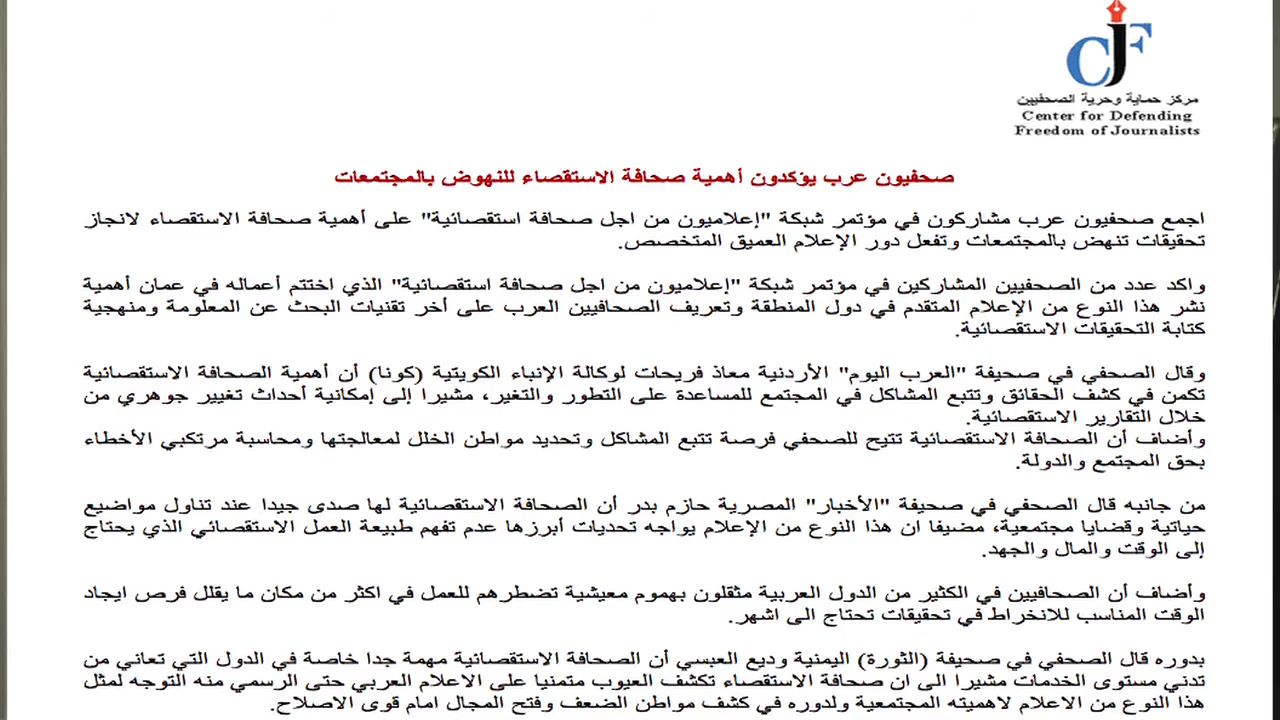 CJF
مركز حماية وحرية الصحفيين
Center for Defending
Freedom of Journalists
صحفيون عرب يؤكدون أهمية صحافة الاستقصاء للنهوض بالمجتمعات
اجمع صحفيون عرب مشاركون في مؤتمر شبكة "إعلاميون من اجل صحافة استقصائية" على أهمية صحافة الاستقصاء لانجاز
تحقيقات تنهض بالمجتمعات وتفعل دور الإعلام العميق المتخصص.
واكد عدد من الصحفيين المشاركين في مؤتمر شبكة "إعلاميون من اجل صحافة استقصائية" الذي اختتم أعماله في عمان أهمية
نشر هذا النوع من الإعلام المتقدم في دول المنطقة وتعريف الصحافيين العرب على أخر تقنيات البحث عن المعلومة ومنهجية
كتابة التحقيقات الاستقصائية.
وقال الصحفي في صحيفة "العرب اليوم" الأردنية معاذ فريحات لوكالة الإنباء الكويتية (كونا) أن أهمية الصحافة الاستقصائية
تكمن في كشف الحقائق وتتبع المشاكل في المجتمع للمساعدة على التطور والتغير، مشيرا إلى إمكانية أحداث تغيير جوهري من
خلال التقارير الاستقصائية.
وأضاف أن الصحافة الاستقصائية تتيح للصحفي فرصة تتبع المشاكل وتحديد مواطن الخلل لمعالجتها ومحاسبة مرتكبي الأخطاء
بحق المجتمع والدولة.
من جانبه قال الصحفي في صحيفة "الأخبار" المصرية حازم بدر أن الصحافة الاستقصائية لها صدى جيدا عند تناول مواضيع
حياتية وقضايا مجتمعية، مضيفا ان هذا النوع من الإعلام يواجه تحديات أبرزها عدم تفهم طبيعة العمل الاستقصائي الذي يحتاج
إلى الوقت والمال والجهد.
وأضاف أن الصحافيين في الكثير من الدول العربية مثقلون بهموم معيشية تضطرهم للعمل في اكثر من مكان ما يقلل فرص ايجاد
الوقت المناسب للانخراط في تحقيقات تحتاج الى اشهر.
بدوره قال الصحفي في صحيفة (الثورة) اليمنية وديع العبسي أن الصحافة الاستقصائية مهمة جدا خاصة في الدول التي تعاني من
تدني مستوى الخدمات مشيرا الى ان صحافة الاستقصاء تكشف العيوب متمنيا على الاعلام العربي حتى الرسمي منه التوجه لمثل
هذا النوع من الاعلام لاهميته المجتمعية ولدوره في كشف مواطن الضعف وفتح المجال امام قوى الاصلاح.